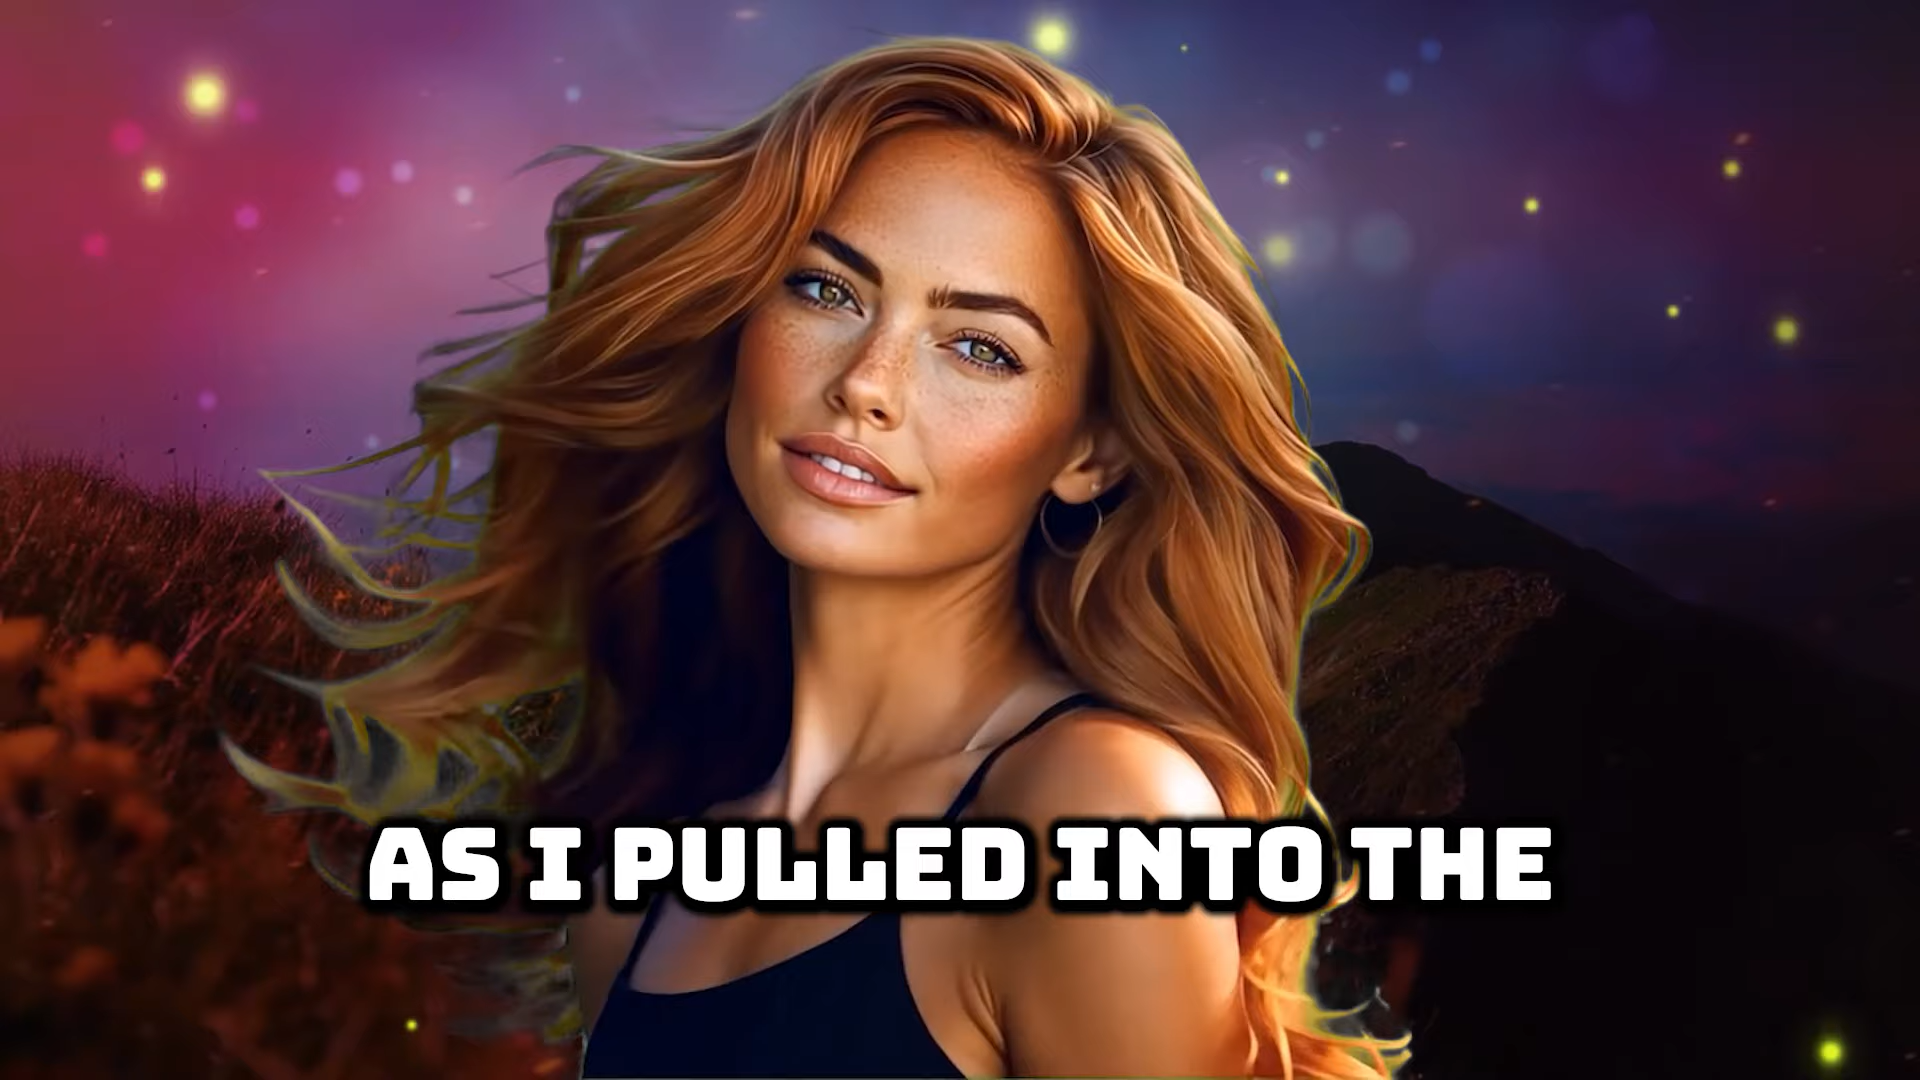 AS I PULLED INTO THE